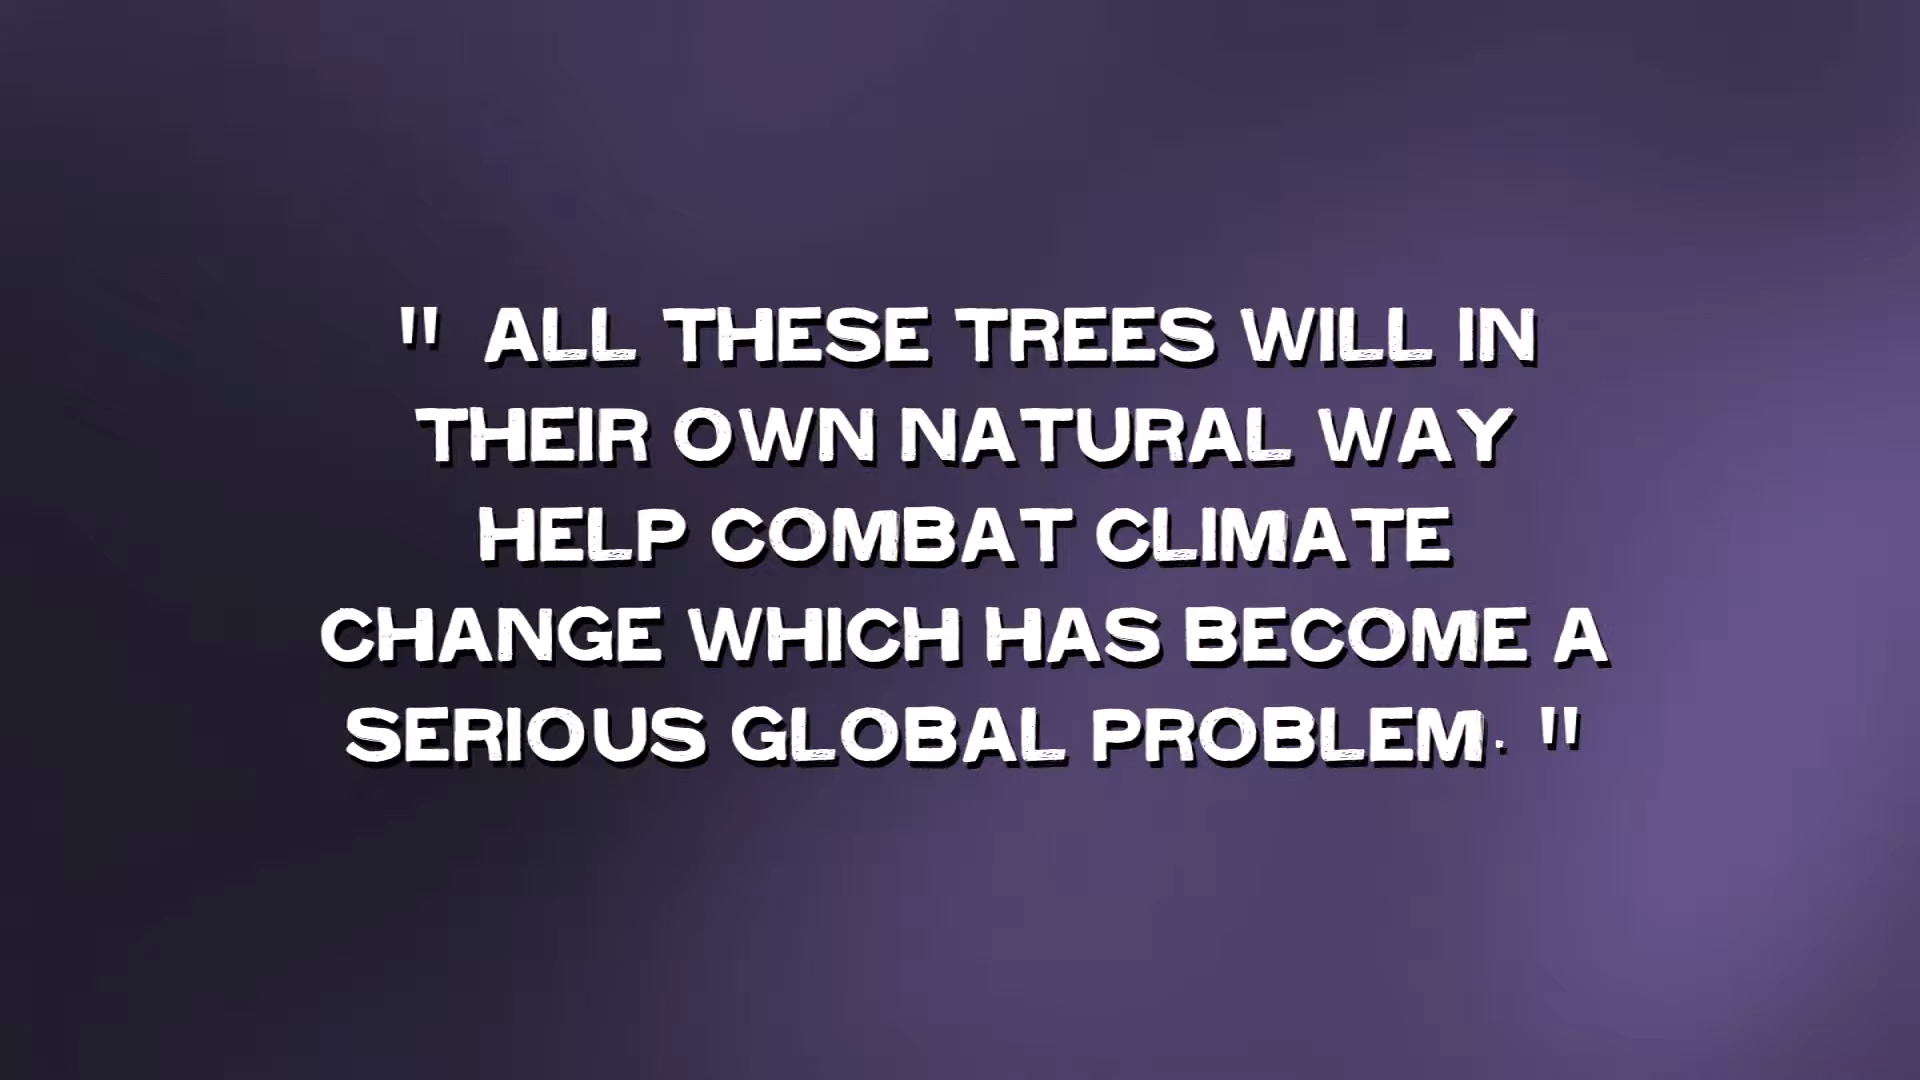 " ALL THESE TREES WILL IN
THEIR OWN NATURAL WAY
HELP COMBAT CLIMATE
CHANGE WHICH HAS BECOME A
SERIOUS GLOBAL PROBLEM. "